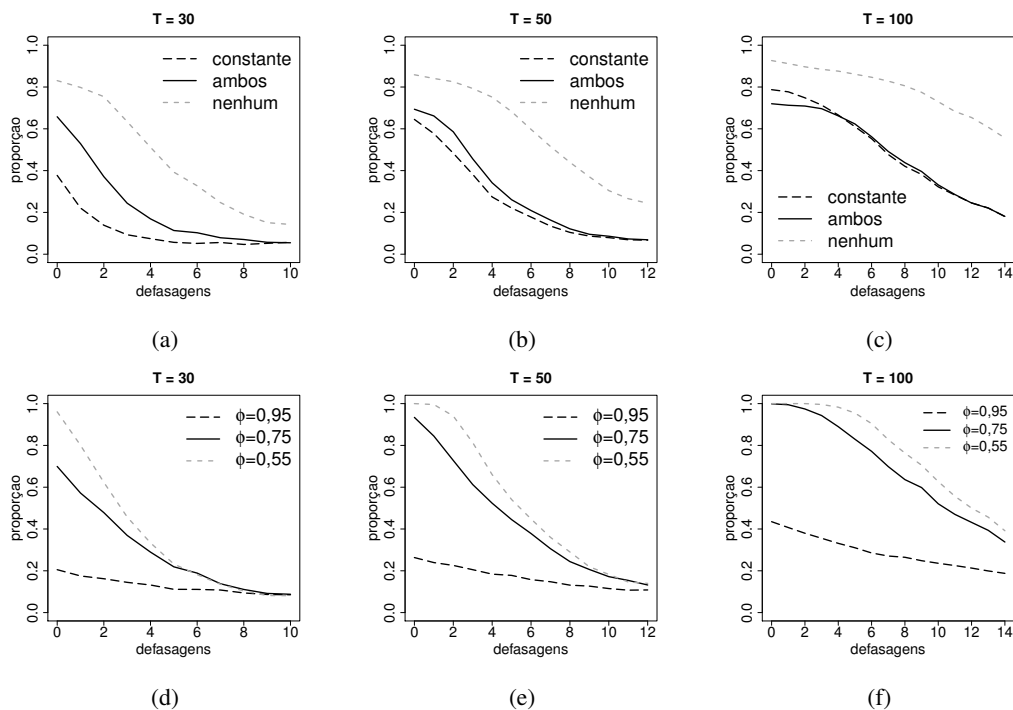 T = 30
proporçao
0.0 0.2 0.4 0.6 0.8 1.0
constante
ambos
nenhum
0 2 4 6 8 10
defasagens
(a)
T = 50
proporçao
0.0 0.2 0.4 0.6 0.8 1.0
constante
ambos
nenhum
0 2 4 6 8 10 12
defasagens
(b)
T = 100
proporçao
0.0 0.2 0.4 0.6 0.8 1.0
constante
ambos
nenhum
0 2 4 6 8 10 12 14
defasagens
(c)
T = 30
proporçao
0.0 0.2 0.4 0.6 0.8 1.0
ϕ=0,95
ϕ=0,75
ϕ=0,55
0 2 4 6 8 10
defasagens
(d)
T = 50
proporçao
0.0 0.2 0.4 0.6 0.8 1.0
ϕ=0,95
ϕ=0,75
ϕ=0,55
0 2 4 6 8 10 12
defasagens
(e)
T = 100
proporçao
0.0 0.2 0.4 0.6 0.8 1.0
ϕ=0,95
ϕ=0,75
ϕ=0,55
0 2 4 6 8 10 12 14
defasagens
(f)